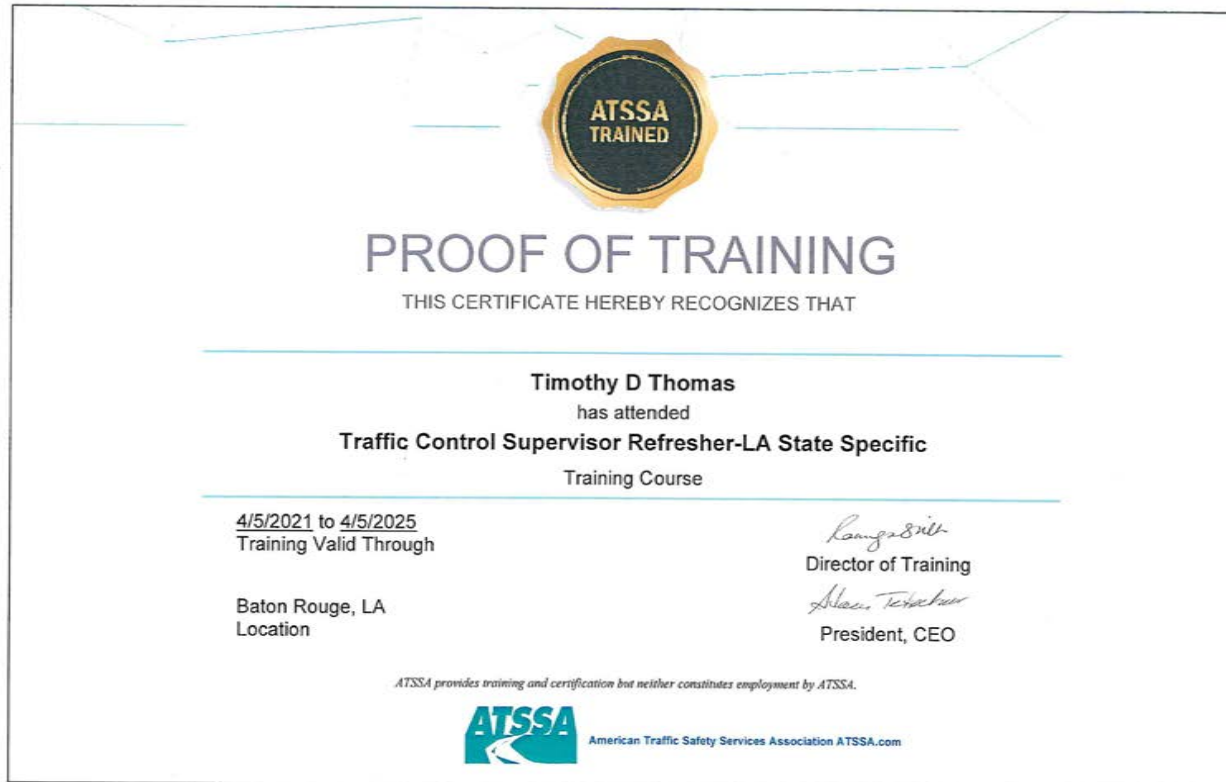 ATSSA
TRAINED
PROOF OF TRAINING
THIS CERTIFICATE HEREBY RECOGNIZES THAT
Timothy D Thomas
has attended
Traffic Control Supervisor Refresher-LA State Specific
Training Course
4/5/2021 to 4/5/2025
Training Valid Through
Director of Training
Baton Rouge, LA
Location
President, CEO
ATSSA provides training and certification but neither constitutes employment by ATSSA.
ATSSA
American Traffic Safety Services Association ATSSA.com